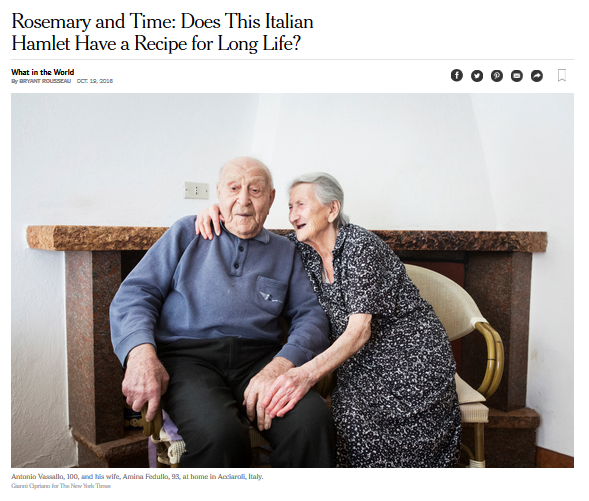 Rosemary and Time: Does This Italian
Hamlet Have a Recipe for Long Life?
What in the World
By BRYANT ROUSSEAU OCT. 19, 2016
Antonio Vassallo, 100, and his wife, Amina Fedullo, 93, at home in Acciaroli, Italy.
Gianni Cipriano for The New York Times